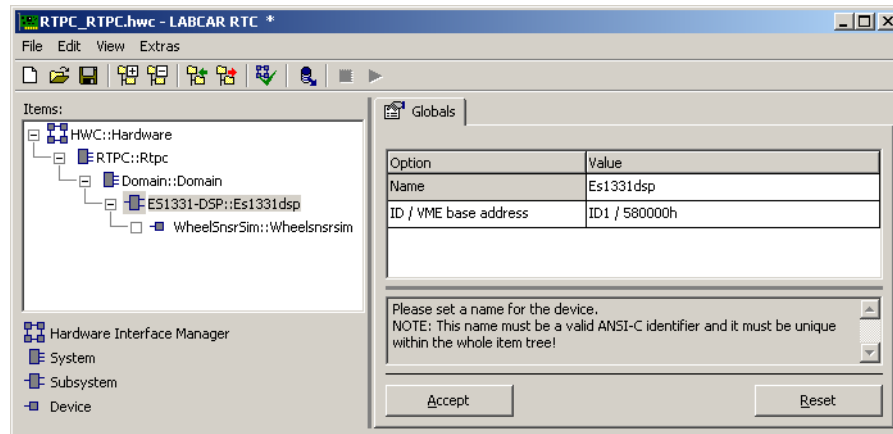 RTPC_RTPC.hwc - LABCAR RTC *
File Edit View Extras
Items:
HWC::Hardware
RTPC::Rtpc
Domain::Domain
ES1331-DSP::Es1331dsp
WheelSnsrSim::Wheelsnsrsim
Hardware Interface Manager
System
Subsystem
Device
Globals
Option Value
Name Es1331dsp
ID / VME base address ID1 / 580000h
Please set a name for the device.
NOTE: This name must be a valid ANSI-C identifier and it must be unique
within the whole item tree!
Accept Reset